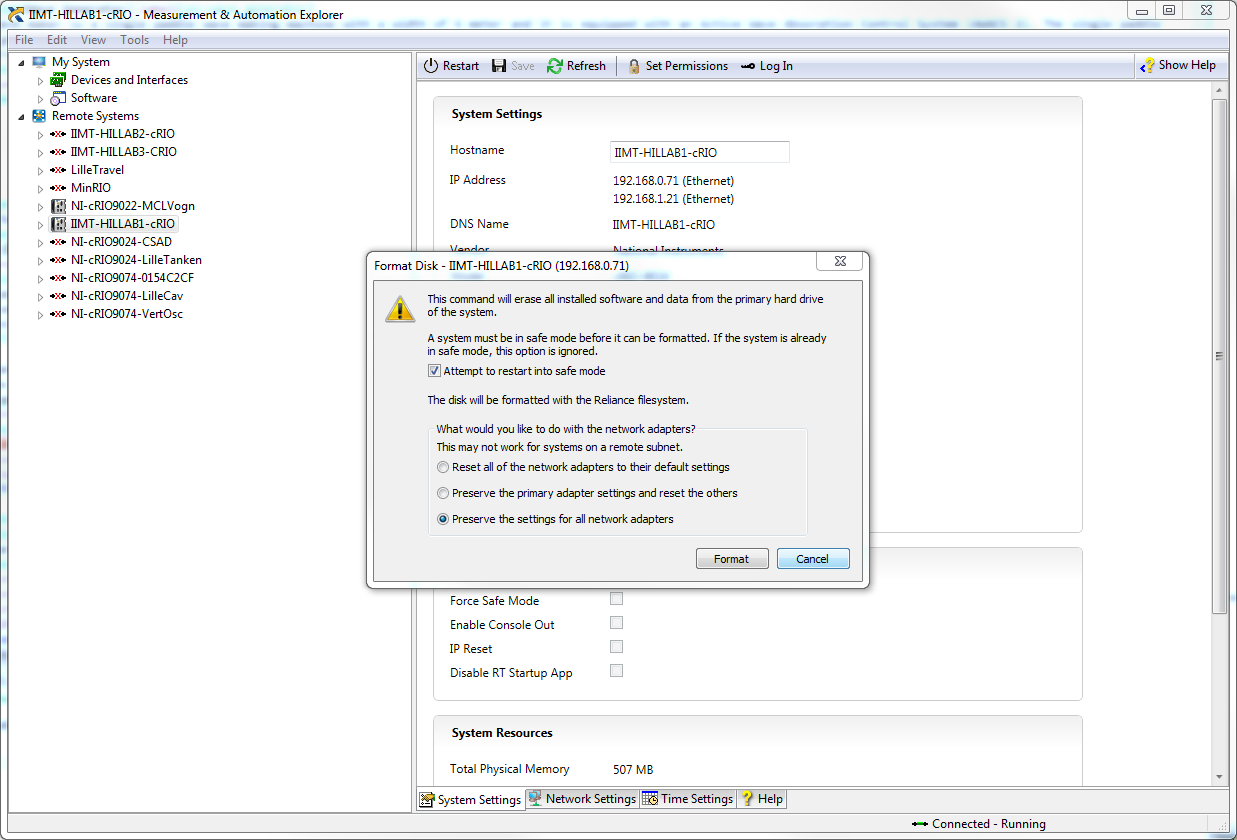 IIMT-HILLAB1-cRIO - Measurement & Automation Explorer
File Edit View Tools Help
My System
Devices and Interfaces
Software
Remote Systems
IIMT-HILLAB2-cRIO
IIMT-HILLAB3-CRIO
LilleTravel
MinRIO
NI-cRIO9022-MCLVogn
IIMT-HILLAB1-cRIO
NI-cRIO9024-CSAD
NI-cRIO9024-LilleTanken
NI-cRIO9074-0154C2CF
NI-cRIO9074-LilleCav
NI-cRIO9074-VertOsc
Restart Save Refresh Set Permissions Log In Show Help
System Settings
Hostname IIMT-HILLAB1-cRIO
IP Address 192.168.0.71 (Ethernet)
192.168.1.21 (Ethernet)
DNS Name IIMT-HILLAB1-cRIO
Vendor National Instruments
Format Disk - IIMT-HILLAB1-cRIO (192.168.0.71)
This command will erase all installed software and data from the primary hard drive
of the system.
A system must be in safe mode before it can be formatted. If the system is already
in safe mode, this option is ignored.
Attempt to restart into safe mode
The disk will be formatted with the Reliance filesystem.
What would you like to do with the network adapters?
This may not work for systems on a remote subnet.
Reset all of the network adapters to their default settings
Preserve the primary adapter settings and reset the others
Preserve the settings for all network adapters
Format Cancel
Force Safe Mode
Enable Console Out
IP Reset
Disable RT Startup App
System Resources
Total Physical Memory 507 MB
System Settings Network Settings Time Settings Help
Connected - Running